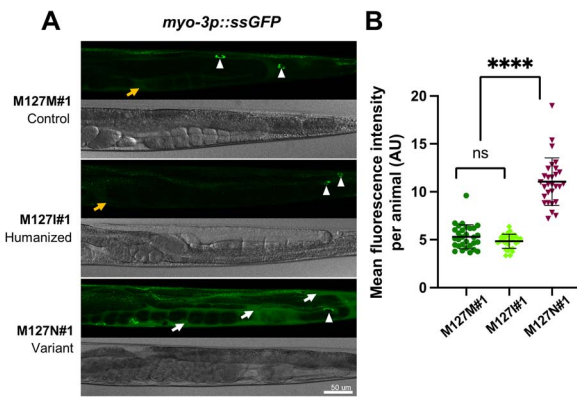 A
myo-3p::ssGFP
M127M#1
Control
M127I#1
Humanized
M127N#1
Variant
50 um
B
****
ns
Mean fluorescence intensity
per animal (AU)
20
15
10
5
0
M127M#1
M127I#1
M127N#1